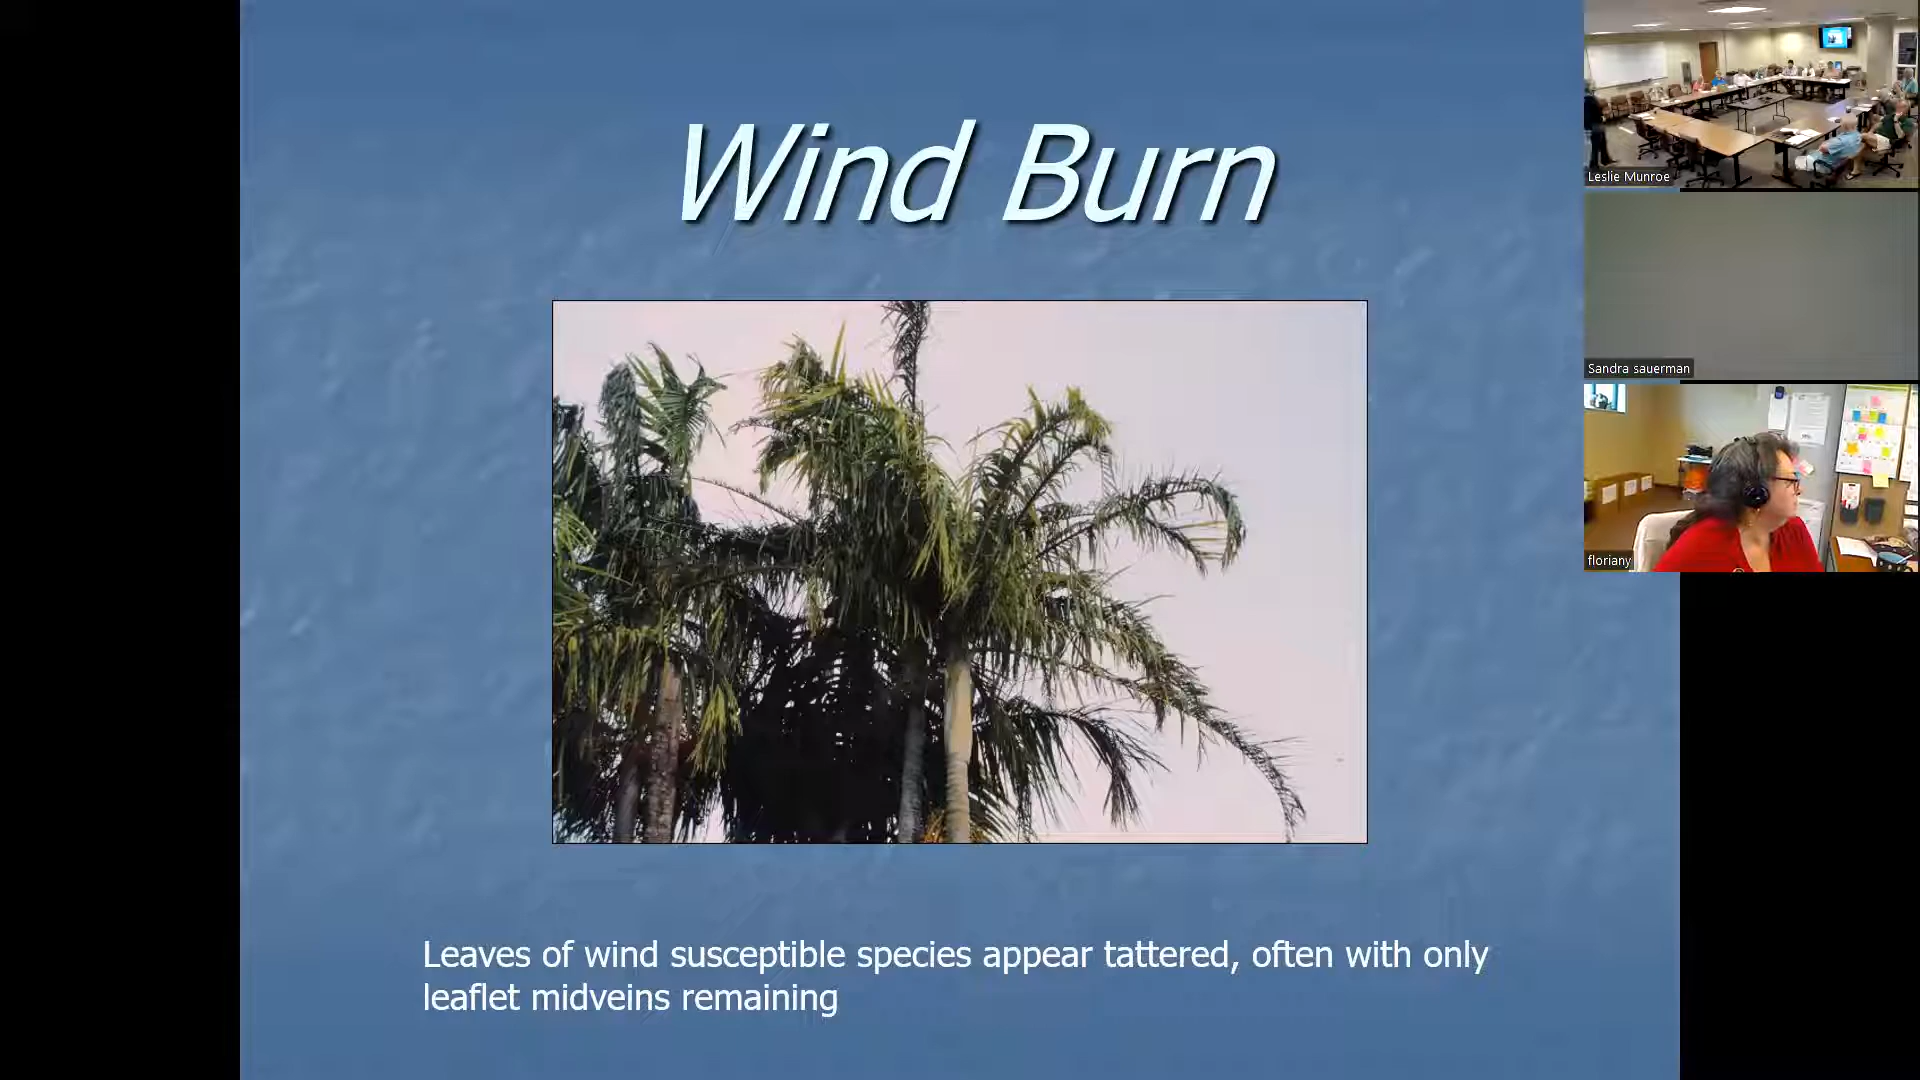 Wind Burn
Leaves of wind susceptible species appear tattered, often with only
leaflet midveins remaining
Leslie Munroe
Sandra sauerman
floriany